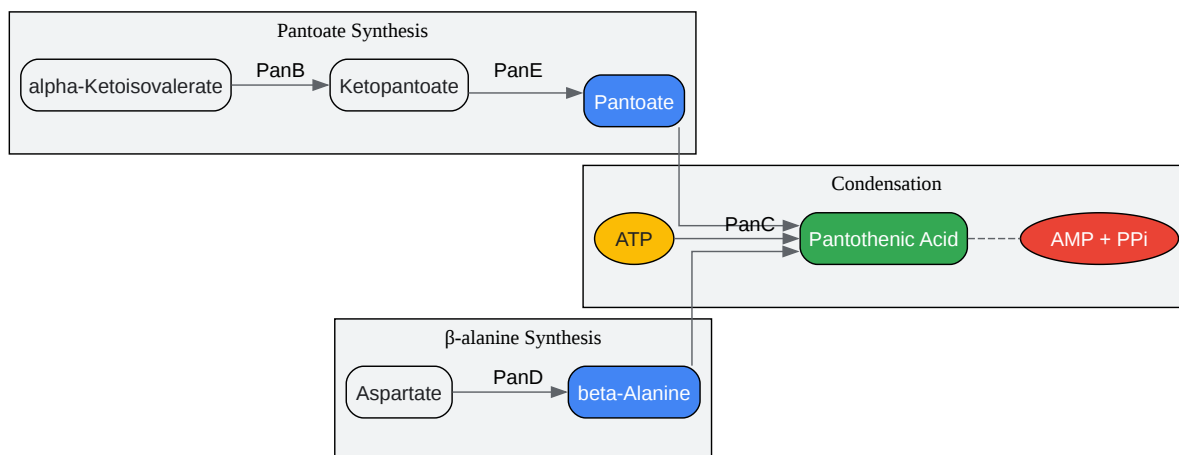 Pantoate Synthesis
alpha-Ketoisovalerate
PanB
Ketopantoate
PanE
Pantoate
Condensation
ATP
PanC
Pantothenic Acid
AMP + PPi
β-alanine Synthesis
Aspartate
PanD
beta-Alanine